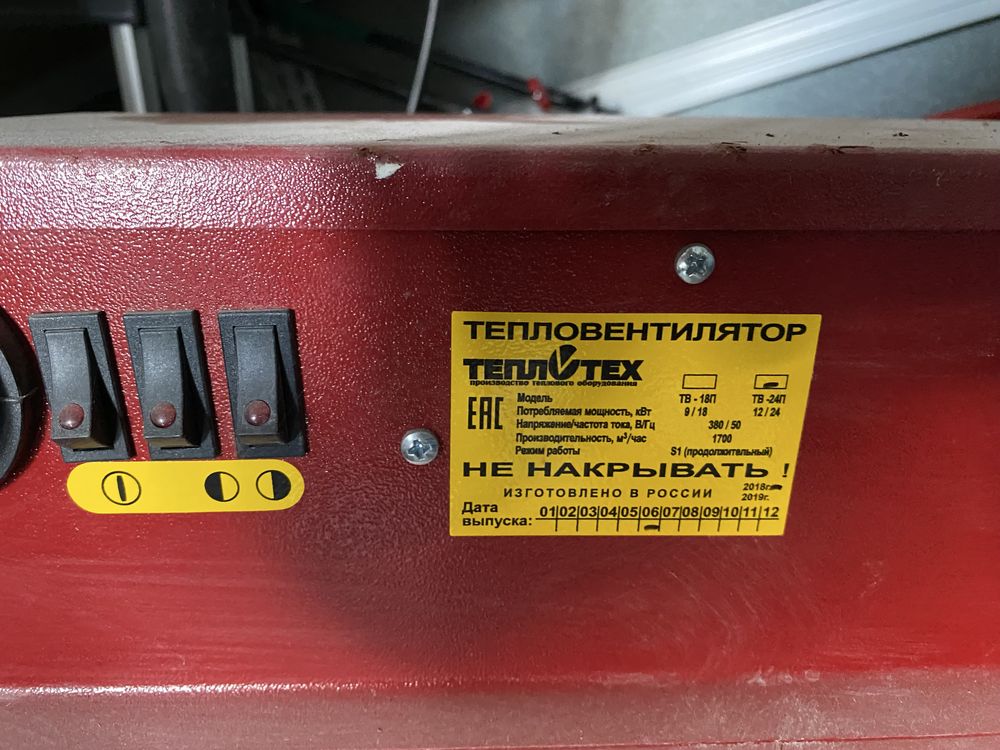 ТЕПЛОВЕНТИЛЯТОР
ТЕПЛОТЕХ
производство теплового оборудования
EAC
Модель ТВ - 18П ТВ -24П
Потребляемая мощность, кВт 9 / 18 12 / 24
Напряжение/частота тока, В/Гц 380 / 50
Производительность, м³/час 1700
Режим работы S1 (продолжительный)
НЕ НАКРЫВАТЬ !
ИЗГОТОВЛЕНО В РОССИИ 2018г.
2019г.
Дата выпуска: 01 02 03 04 05 06 07 08 09 10 11 12